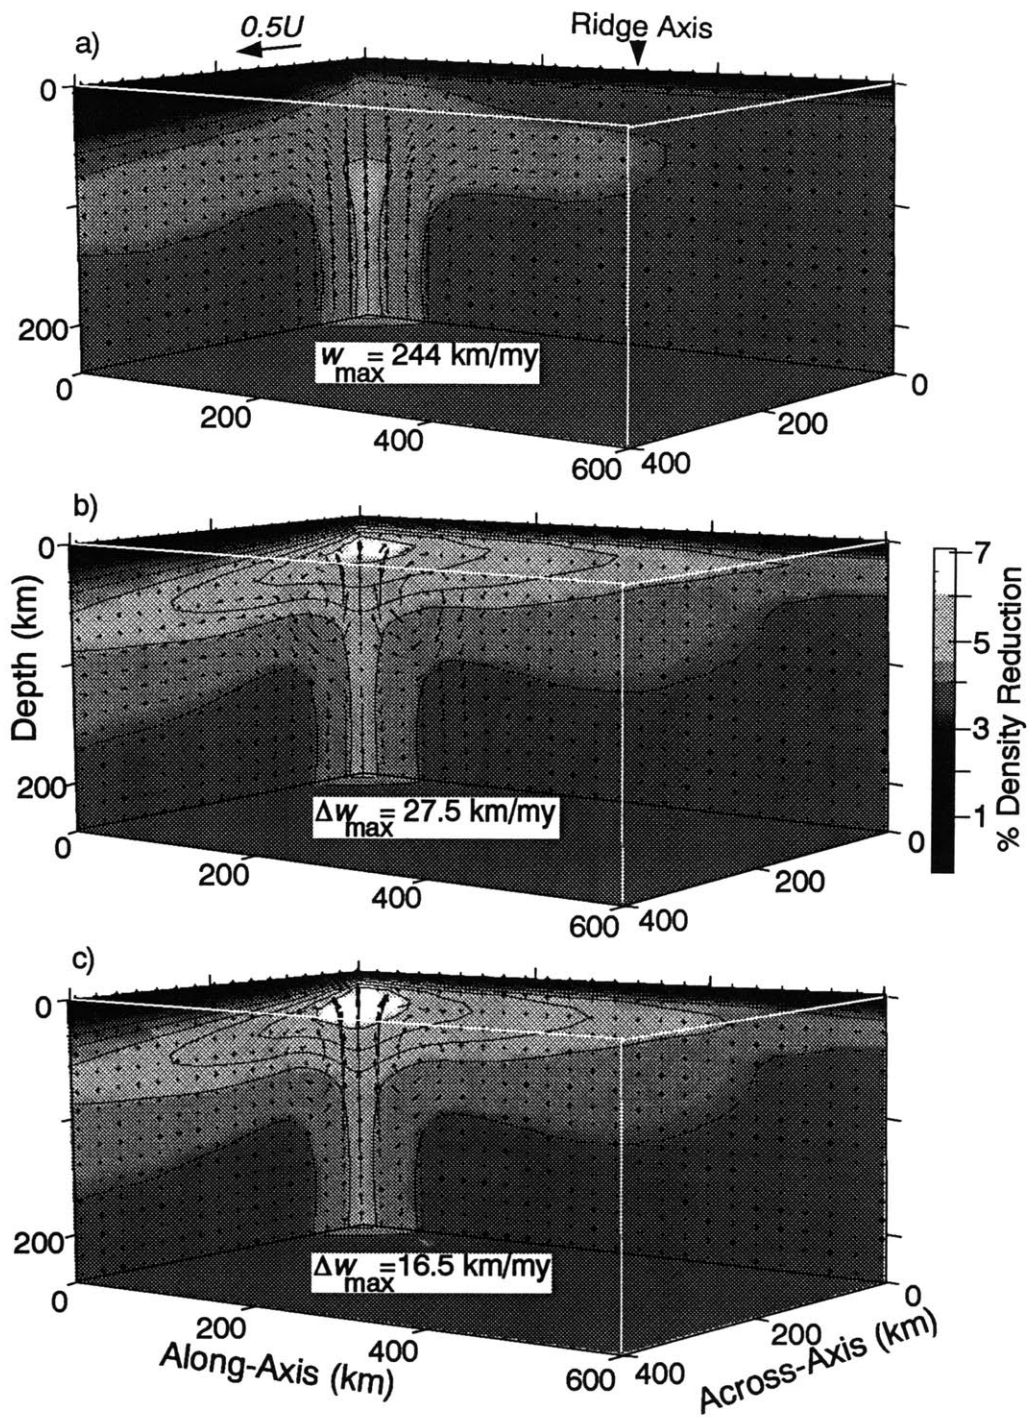 a)
0.5U
Ridge Axis
0
200
w max = 244 km/my
0
200
400
600
400
200
0
b)
0
Depth (km)
200
Δw max = 27.5 km/my
0
200
400
600
400
200
0
7
5
3
1
% Density Reduction
c)
0
200
Δw max =16.5 km/my
0
200
400
600
400
200
0
Along-Axis (km)
Across-Axis (km)